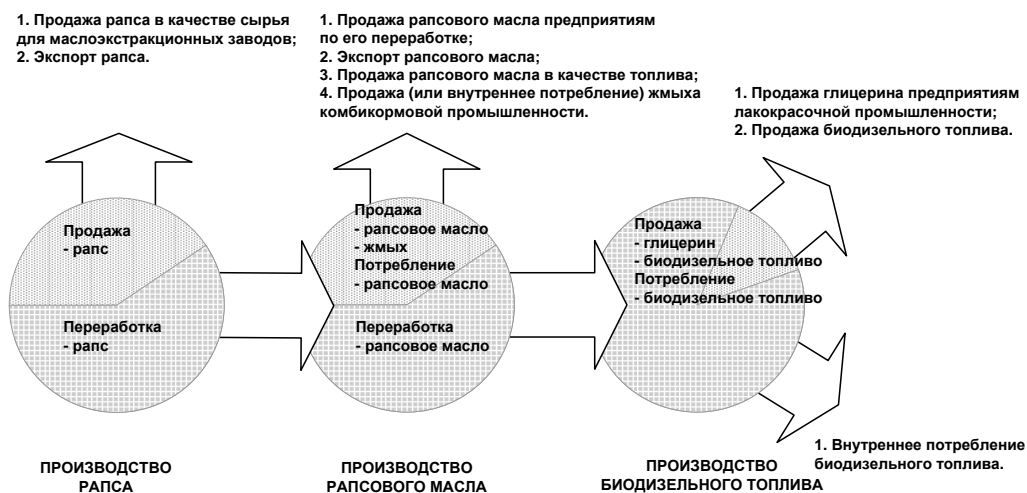 1. Продажа рапса в качестве сырья
для маслоэкстракционных заводов;
2. Экспорт рапса.
1. Продажа рапсового масла предприятиям
по его переработке;
2. Экспорт рапсового масла;
3. Продажа рапсового масла в качестве топлива;
4. Продажа (или внутреннее потребление) жмыха
комбикормовой промышленности.
1. Продажа глицерина предприятиям
лакокрасочной промышленности;
2. Продажа биодизельного топлива.
Продажа
- рапс
Переработка
- рапс
Продажа
- рапсовое масло
- жмых
Потребление
- рапсовое масло
Переработка
- рапсовое масло
Продажа
- глицерин
- биодизельное топливо
Потребление
- биодизельное топливо
1. Внутреннее потребление
биодизельного топлива.
ПРОИЗВОДСТВО
РАПСА
ПРОИЗВОДСТВО
РАПСОВОГО МАСЛА
ПРОИЗВОДСТВО
БИОДИЗЕЛЬНОГО ТОПЛИВА